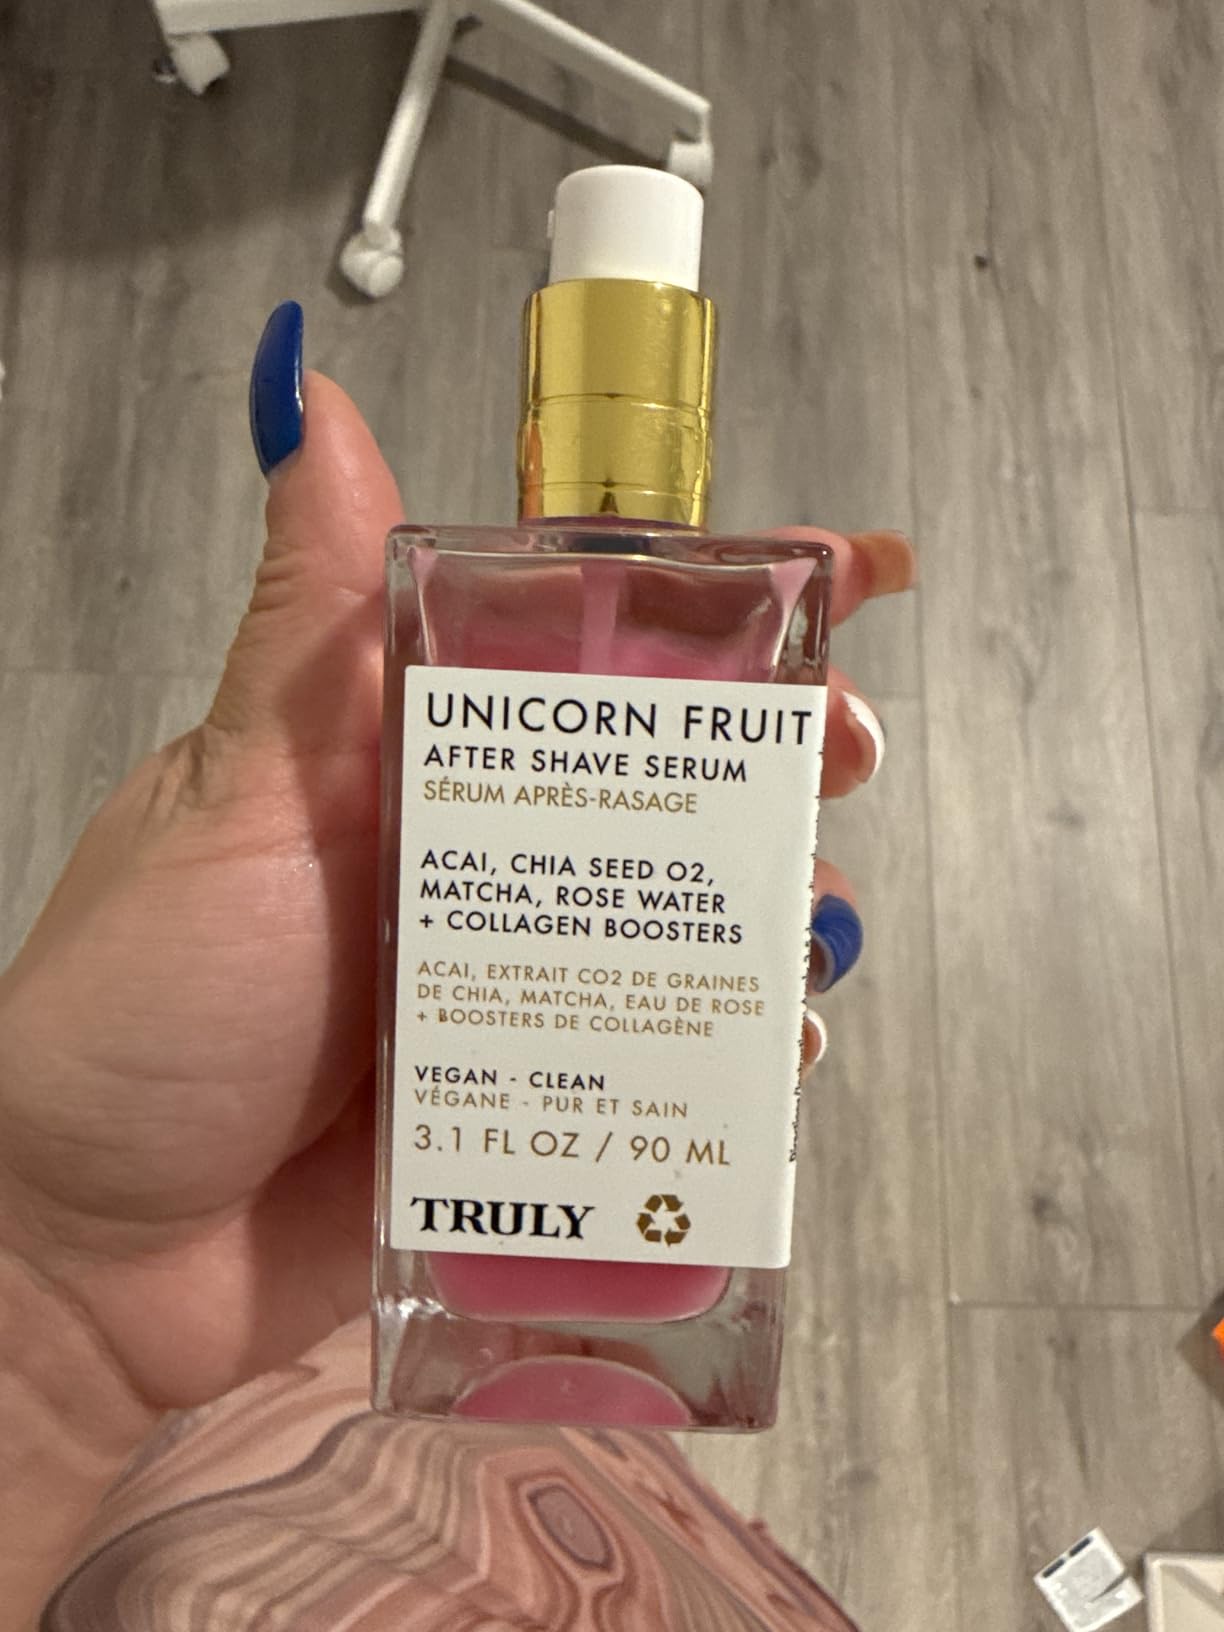 UNICORN FRUIT
AFTER SHAVE SERUM
SÉRUM APRÈS-RASAGE
ACAI, CHIA SEED O2,
MATCHA, ROSE WATER
+ COLLAGEN BOOSTERS
ACAI, EXTRAIT CO2 DE GRAINES
DE CHIA, MATCHA, EAU DE ROSE
+ BOOSTERS DE COLLAGÈNE
VEGAN - CLEAN
VÉGANE - PUR ET SAIN
3.1 FL OZ / 90 ML
TRULY